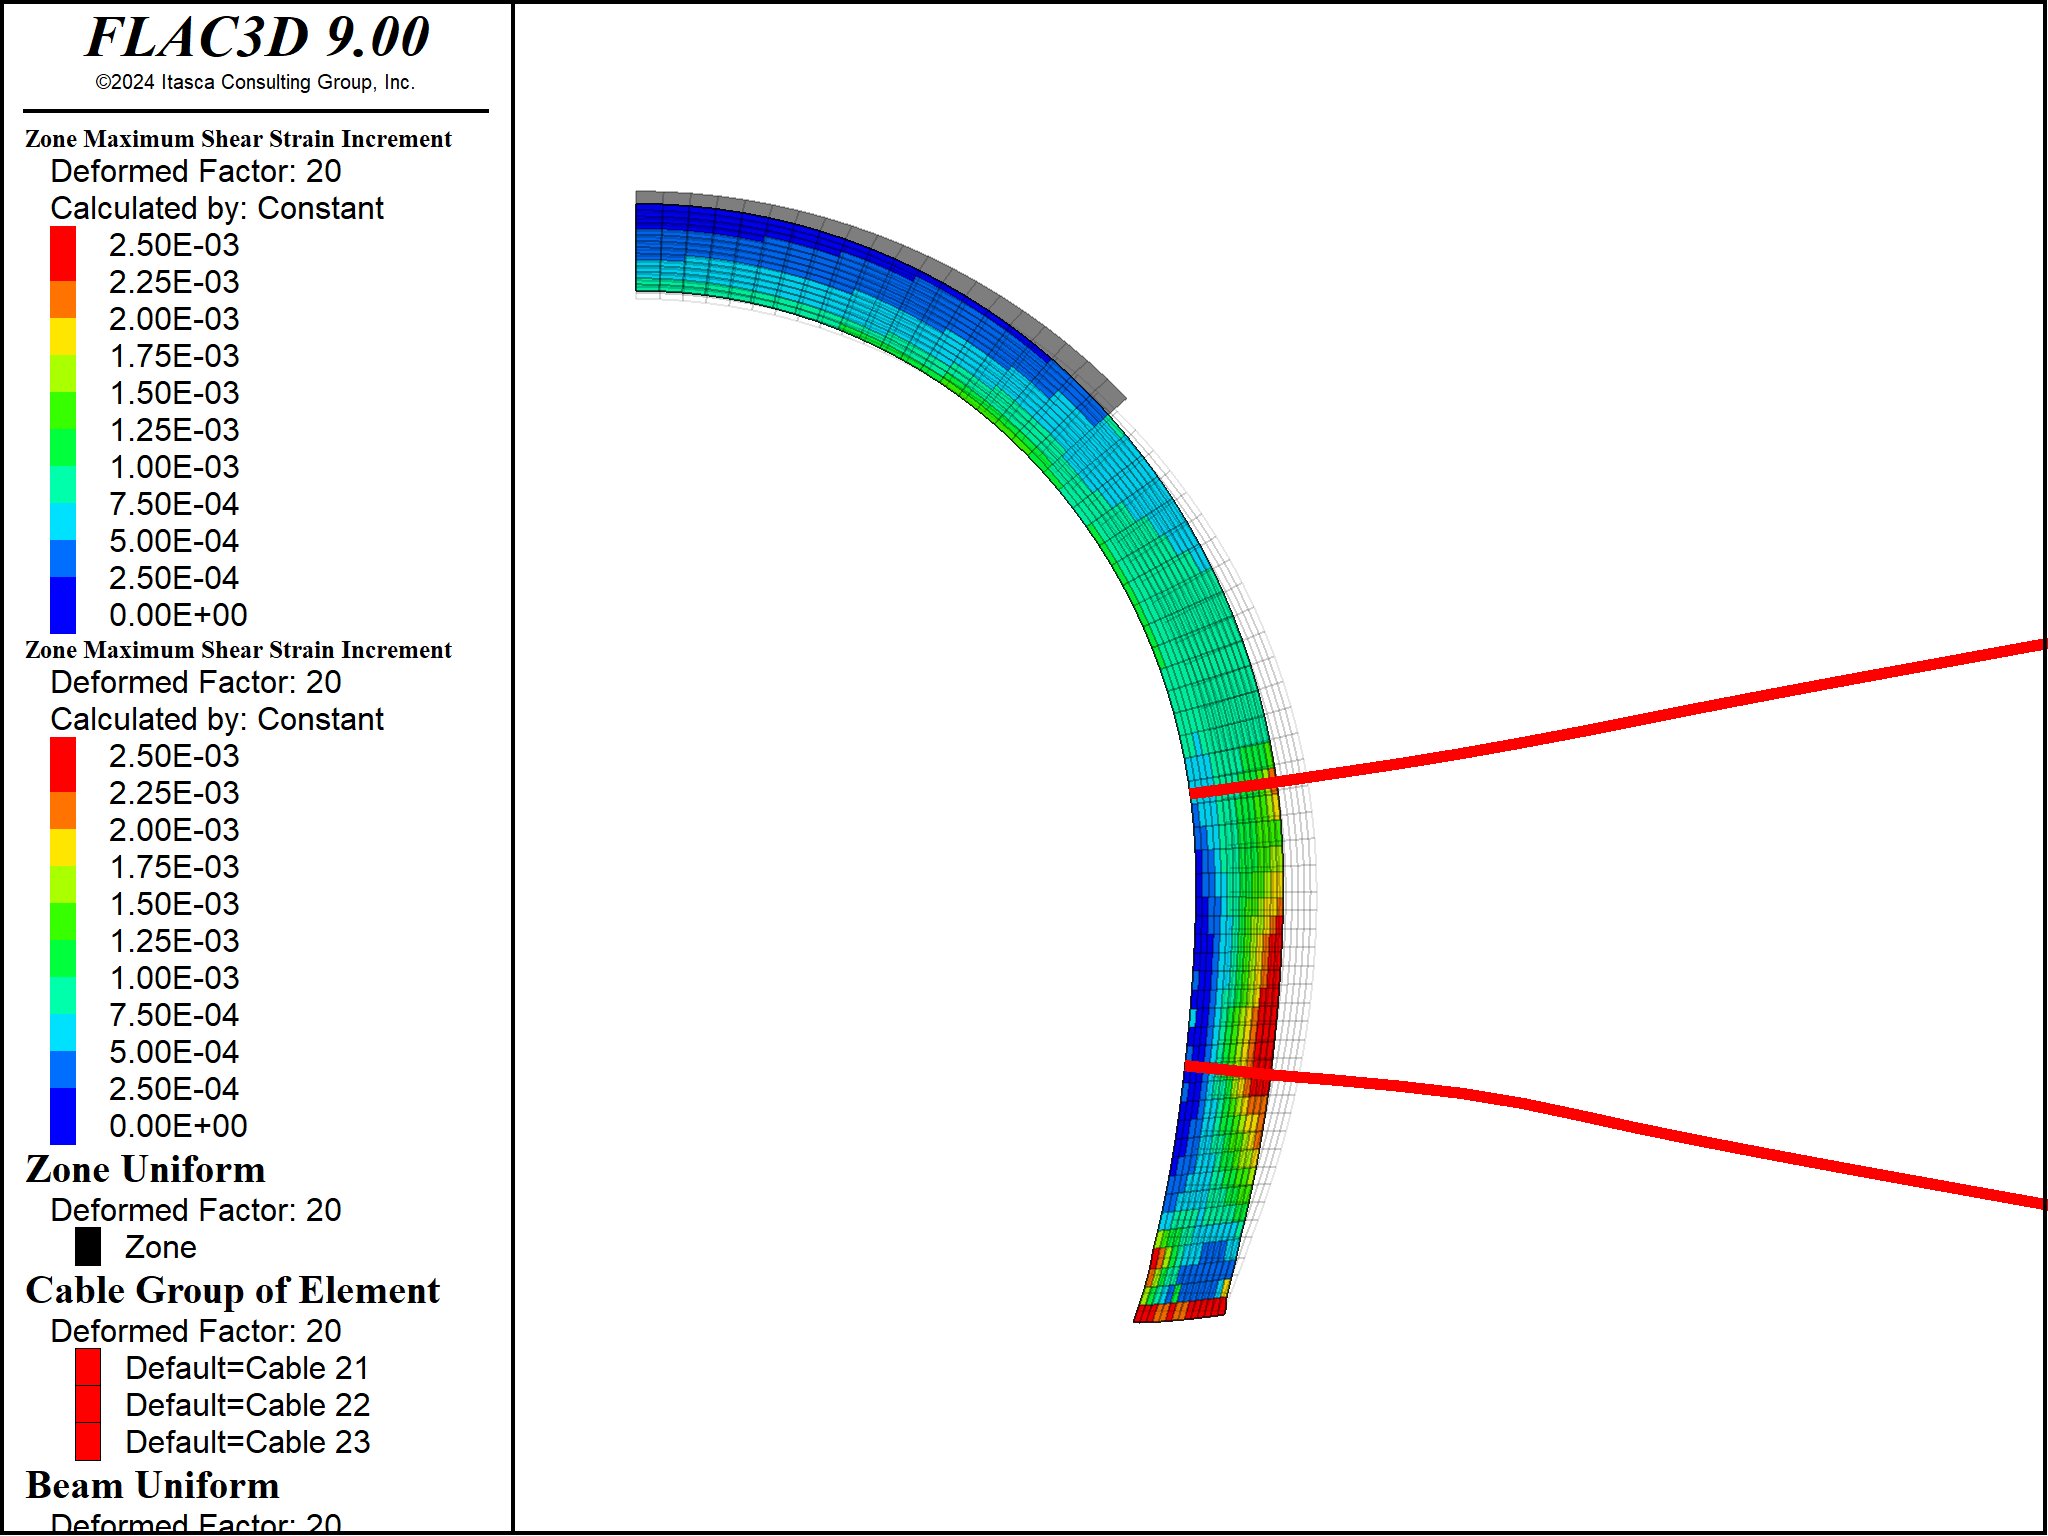 FLAC3D 9.00
©2024 Itasca Consulting Group, Inc.
Zone Maximum Shear Strain Increment
Deformed Factor: 20
Calculated by: Constant
2.50E-03
2.25E-03
2.00E-03
1.75E-03
1.50E-03
1.25E-03
1.00E-03
7.50E-04
5.00E-04
2.50E-04
0.00E+00
Zone Maximum Shear Strain Increment
Deformed Factor: 20
Calculated by: Constant
2.50E-03
2.25E-03
2.00E-03
1.75E-03
1.50E-03
1.25E-03
1.00E-03
7.50E-04
5.00E-04
2.50E-04
0.00E+00
Zone Uniform
Deformed Factor: 20
Zone
Cable Group of Element
Deformed Factor: 20
Default=Cable 21
Default=Cable 22
Default=Cable 23
Beam Uniform
Deformed Factor: 20